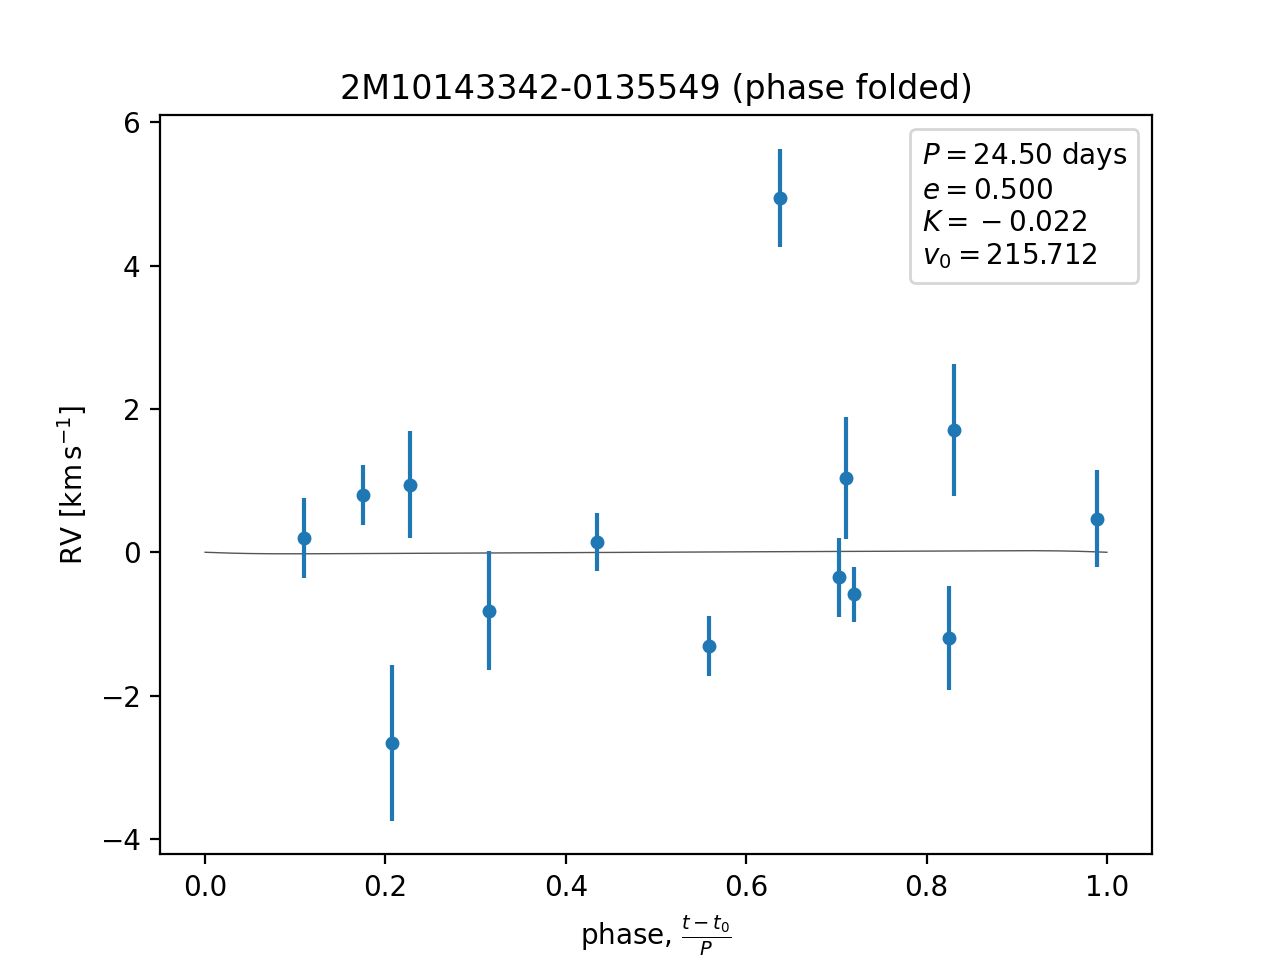 2M10143342-0135549 (phase folded)
P = 24.50 days
e = 0.500
K = −0.022
v₀ = 215.712
6
4
2
0
−2
−4
RV [km s⁻¹]
0.0 0.2 0.4 0.6 0.8 1.0
phase, (t − t₀)/P